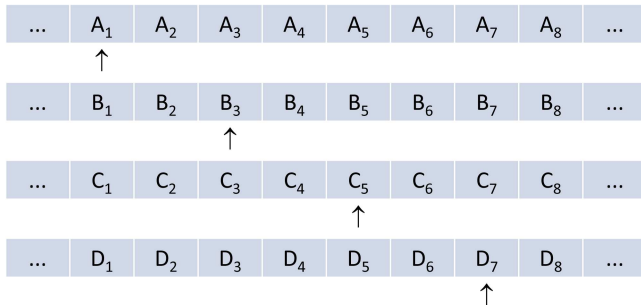 ... A₁ A₂ A₃ A₄ A₅ A₆ A₇ A₈ ...
↑
... B₁ B₂ B₃ B₄ B₅ B₆ B₇ B₈ ...
↑
... C₁ C₂ C₃ C₄ C₅ C₆ C₇ C₈ ...
↑
... D₁ D₂ D₃ D₄ D₅ D₆ D₇ D₈ ...
↑